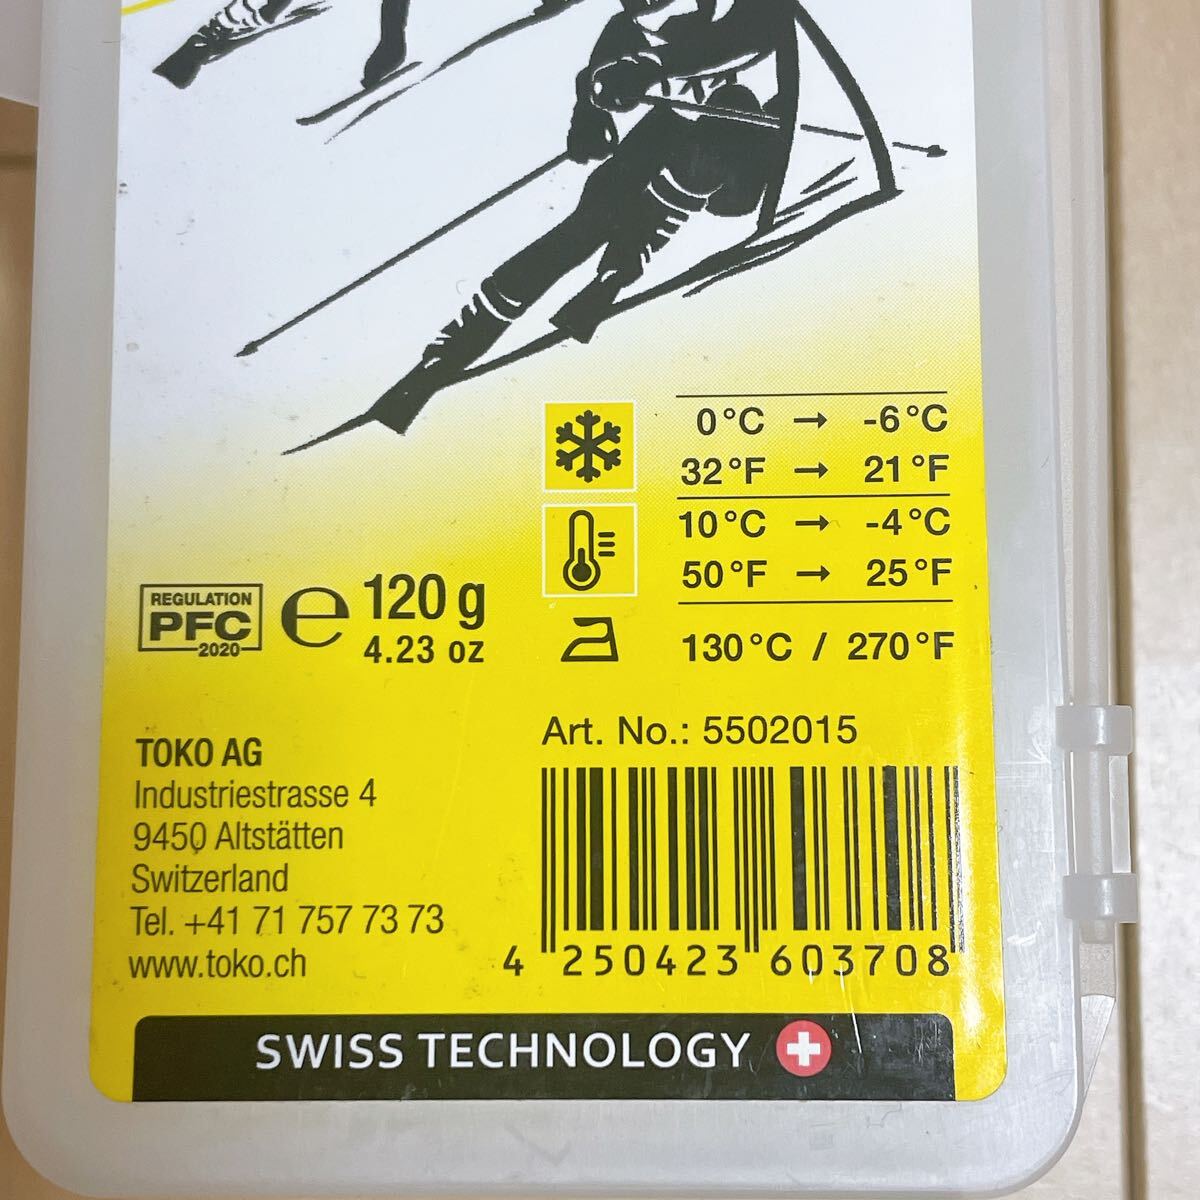 0°C → -6°C
32°F → 21°F
10°C → -4°C
50°F → 25°F
130°C / 270°F
REGULATION
PFC
2020
e 120 g
4.23 oz
Art. No.: 5502015
TOKO AG
Industriestrasse 4
9450 Altstätten
Switzerland
Tel. +41 71 757 73 73
www.toko.ch
4 250423 603708
SWISS TECHNOLOGY